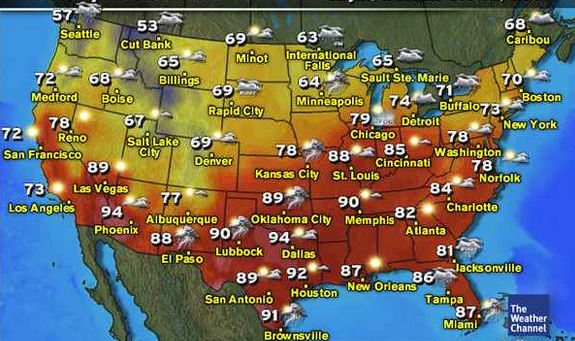 57
Seattle
53
Cut Bank
69
Minot
63
International
Falls
68
Caribou
65
Billings
65
Sault Ste. Marie
72
Medford
68
Boise
69
Rapid City
64
Minneapolis
74
Detroit
71
Buffalo
70
Boston
73
New York
78
Reno
67
Salt Lake
City
69
Denver
79
Chicago
72
San Francisco
78
Kansas City
88
St. Louis
85
Cincinnati
78
Washington
78
Norfolk
89
Las Vegas
73
Los Angeles
94
Phoenix
77
Albuquerque
89
Oklahoma City
90
Memphis
82
Atlanta
84
Charlotte
88
El Paso
90
Lubbock
94
Dallas
81
Jacksonville
89
San Antonio
92
Houston
87
New Orleans
86
Tampa
91
Brownsville
87
Miami
The
Weather
Channel